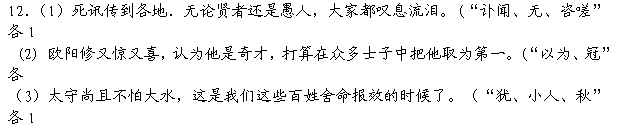 12.（1）死讯传到各地．无论贤者还是愚人，大家都叹息流泪。（“讣闻、无、咨嗟”
各 1
(2）欧阳修又惊又喜，认为他是奇才，打算在众多士子中把他取为第一。(“以为、冠”
各
（3）太守尚且不怕大水，这是我们这些百姓舍命报效的时候了。（“犹、小人、秋”
各 1